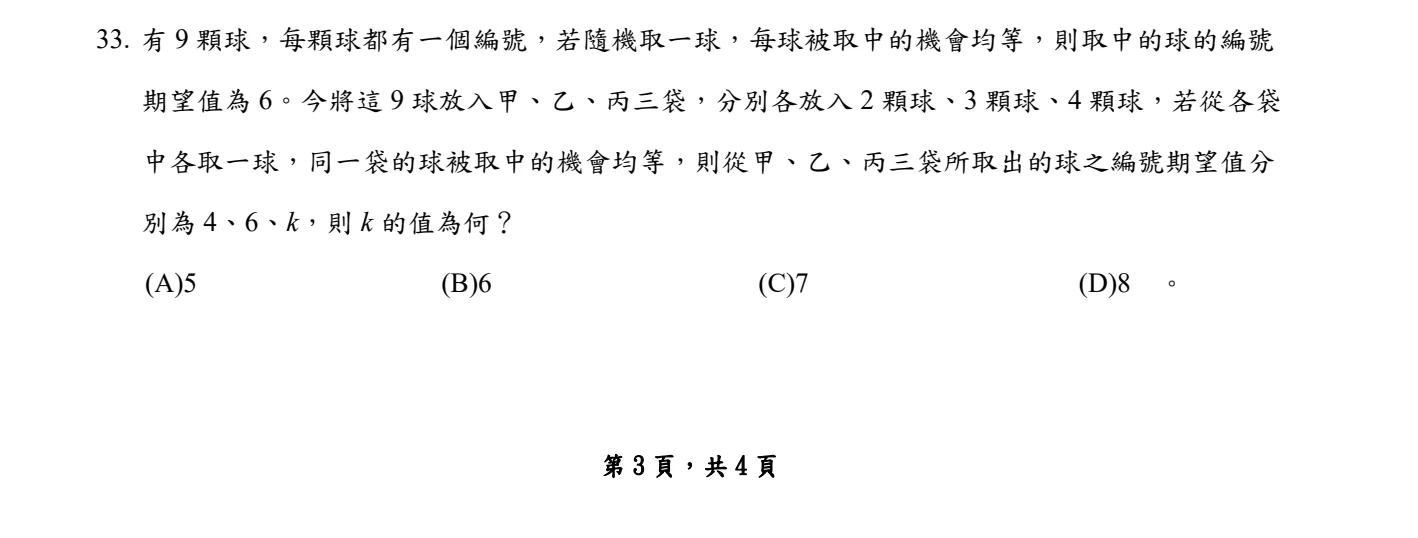 33. 有 9 顆球，每顆球都有一個編號，若隨機取一球，每球被取中的機會均等，則取中的球的編號
期望值為 6。今將這 9 球放入甲、乙、丙三袋，分別各放入 2 顆球、3 顆球、4 顆球，若從各袋
中各取一球，同一袋的球被取中的機會均等，則從甲、乙、丙三袋所取出的球之編號期望值分
別為 4、6、k，則 k 的值為何？
(A)5 (B)6 (C)7 (D)8 。
第 3 頁，共 4 頁